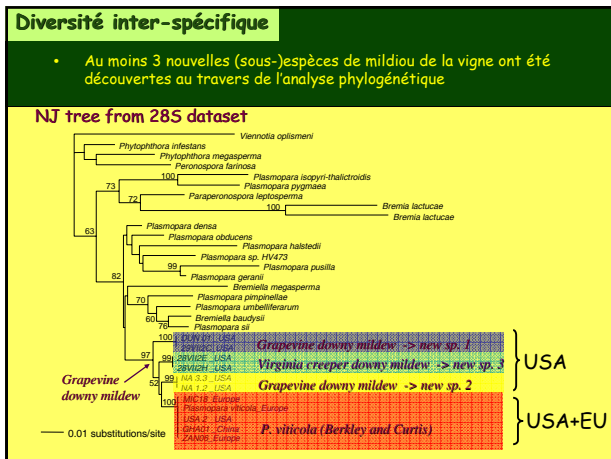 Diversité inter-spécifique
• Au moins 3 nouvelles (sous-)espèces de mildiou de la vigne ont été
découvertes au travers de l'analyse phylogénétique
NJ tree from 28S dataset
Viennotia oplismeni
Phytophthora infestans
Phytophthora megasperma
Peronospora farinosa
100
Plasmopara isopyri-thalictroidis
73
Plasmopara pygmaea
Paraperonospora leptosperma
72
100
Bremia lactucae
Bremia lactucae
63
Plasmopara densa
Plasmopara obducens
Plasmopara halstedii
Plasmopara sp. HV473
99
Plasmopara pusilla
82
Plasmopara geranii
Bremiella megasperma
Plasmopara pimpinellae
70
Plasmopara umbelliferarum
60
Bremiella baudysii
76
Plasmopara sii
100
DUN 01_USA
Grapevine downy mildew -> new sp. 1
97
99
28VII2E_USA
Virginia creeper downy mildew -> new sp. 3
28VII2H_USA
USA
Grapevine
downy mildew
99
NA 3.3_USA
52
NA 1.2_USA
Grapevine downy mildew -> new sp. 2
100
MIC18_Europe
Plasmopara viticola_Europe
USA 2_USA
GHA01_China
P. viticola (Berkley and Curtis)
ZAN05_Europe
USA+EU
0.01 substitutions/site